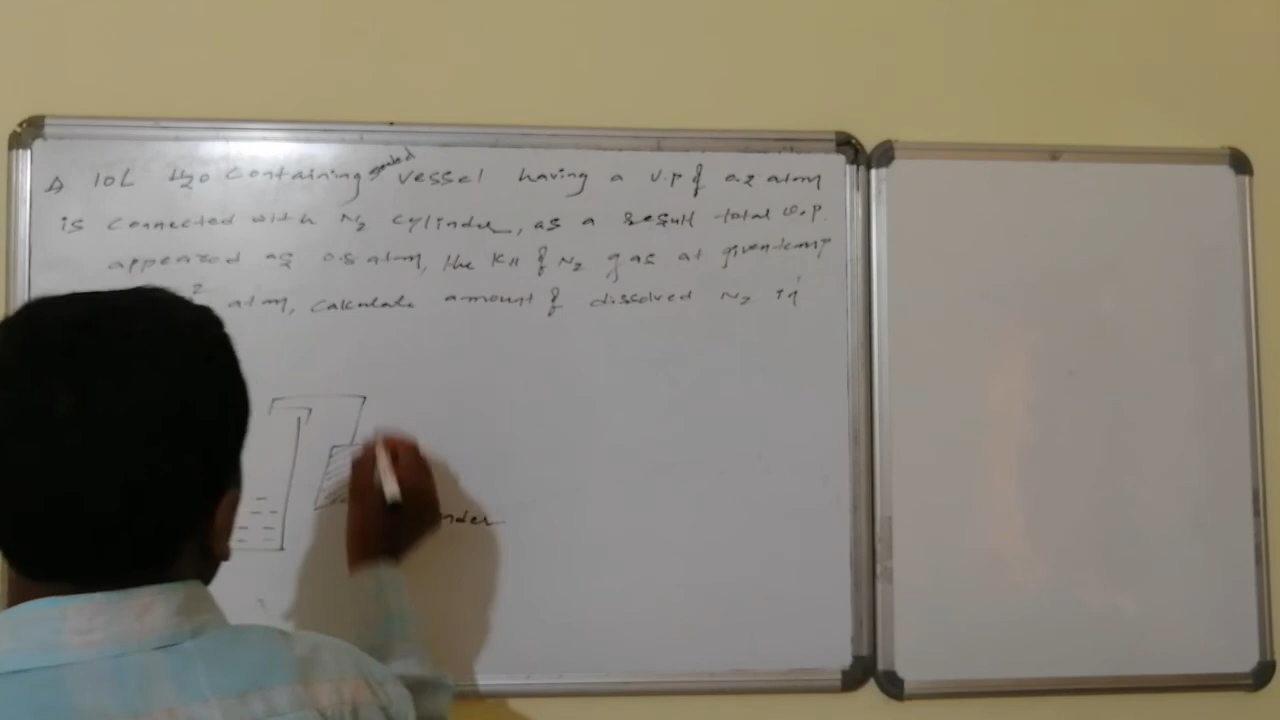 A 10L H2O containing sealed vessel having a v.p of 0.2 atm
is connected with N2 cylinder, as a result total v.p.
appeared as 0.5 atm, the KH of N2 gas at given temp
2 atm, calculate amount of dissolved N2 in
nder